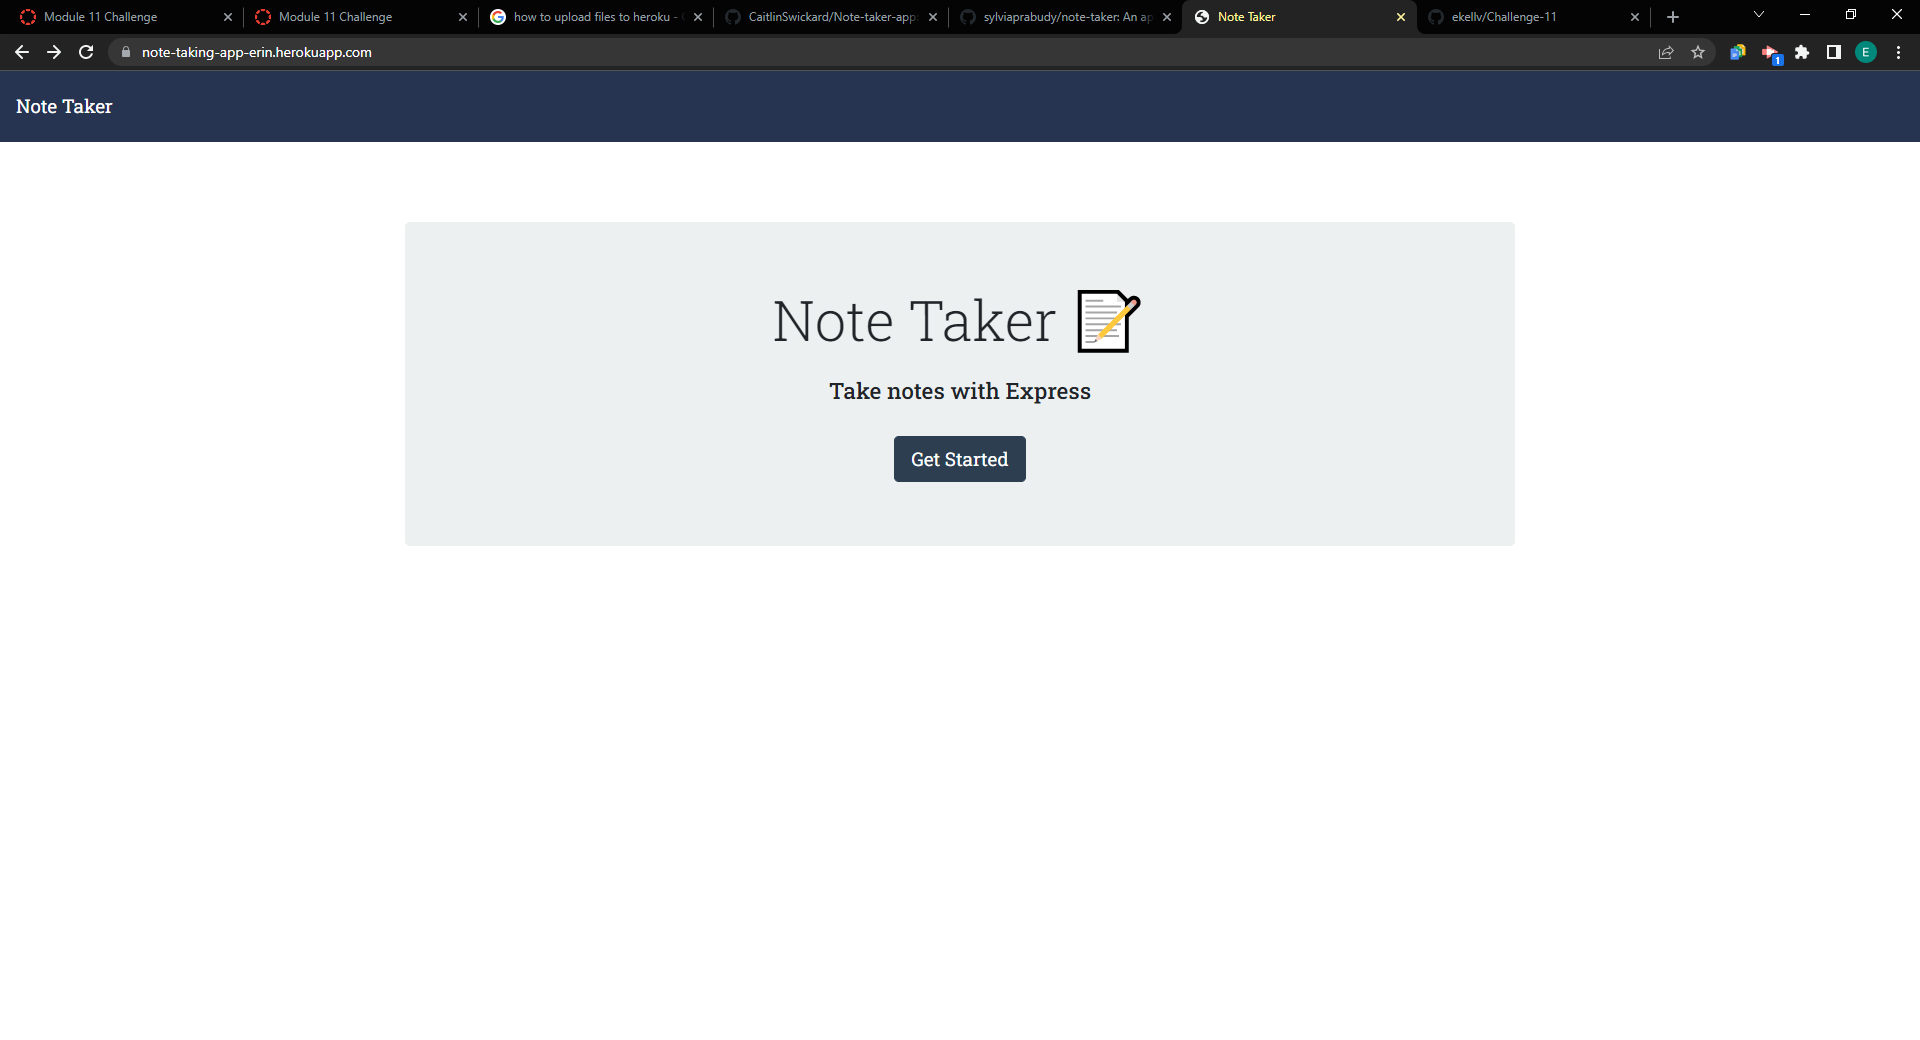 Module 11 Challenge
Module 11 Challenge
how to upload files to heroku -
CaitlinSwickard/Note-taker-app:
sylviaprabudy/note-taker: An ap
Note Taker
ekellv/Challenge-11
note-taking-app-erin.herokuapp.com
1
E
Note Taker
Note Taker
Take notes with Express
Get Started